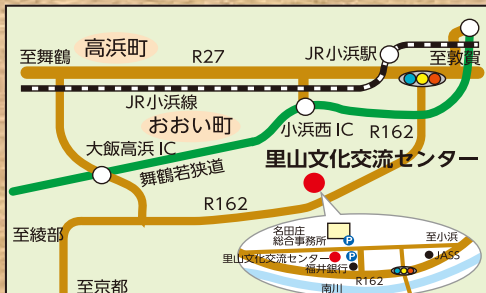 至舞鶴
高浜町
R27
JR小浜駅
至敦賀
JR小浜線
おおい町
小浜西IC
R162
大飯高浜IC
舞鶴若狭道
里山文化交流センター
R162
至綾部
至京都
名田庄
総合事務所
P
至小浜
里山文化交流センター
P
JASS
福井銀行
R162
南川